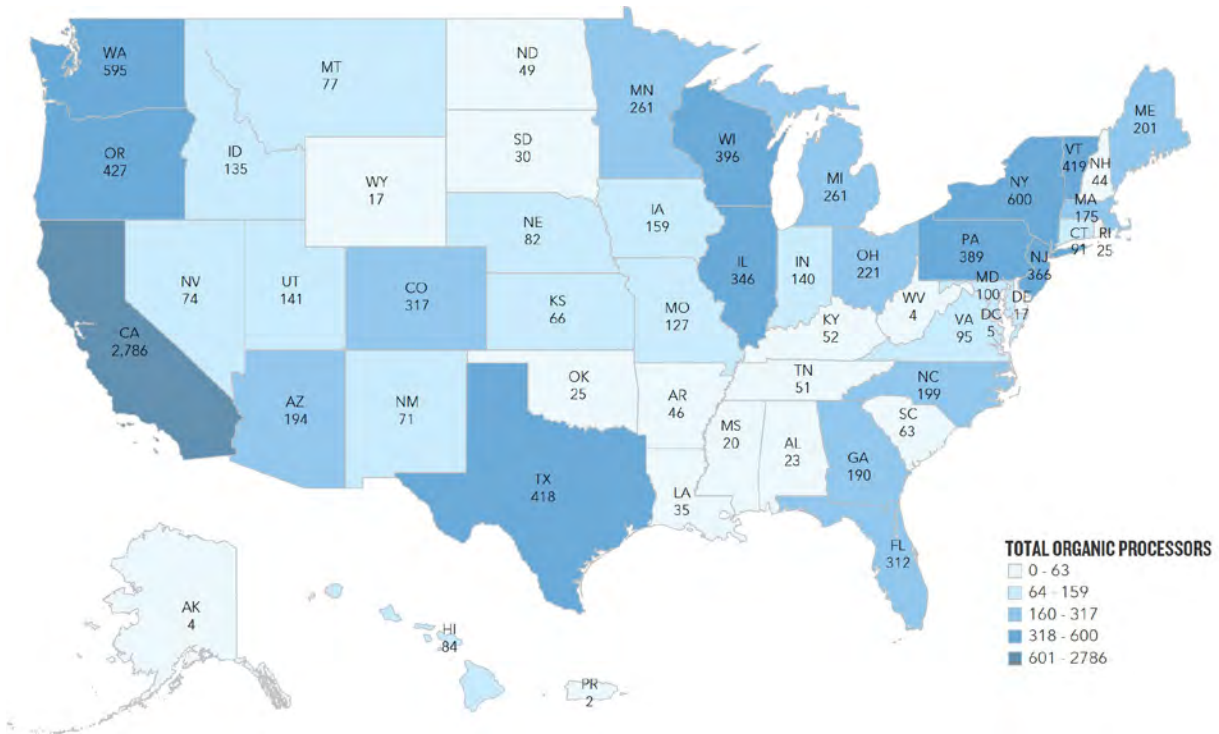 WA
595
MT
77
ND
49
MN
261
ME
201
OR
427
ID
135
SD
30
WI
396
VT
419
NH
44
WY
17
MI
261
NY
600
MA
175
CT
91
RI
25
NE
82
IA
159
PA
389
NJ
366
NV
74
UT
141
CO
317
KS
66
MO
127
IL
346
IN
140
OH
221
MD
100
DE
17
DC
5
WV
4
VA
95
CA
2,786
KY
52
AZ
194
NM
71
OK
25
AR
46
TN
51
NC
199
SC
63
MS
20
AL
23
GA
190
TX
418
LA
35
FL
312
AK
4
HI
84
PR
2
TOTAL ORGANIC PROCESSORS
0 - 63
64 - 159
160 - 317
318 - 600
601 - 2786